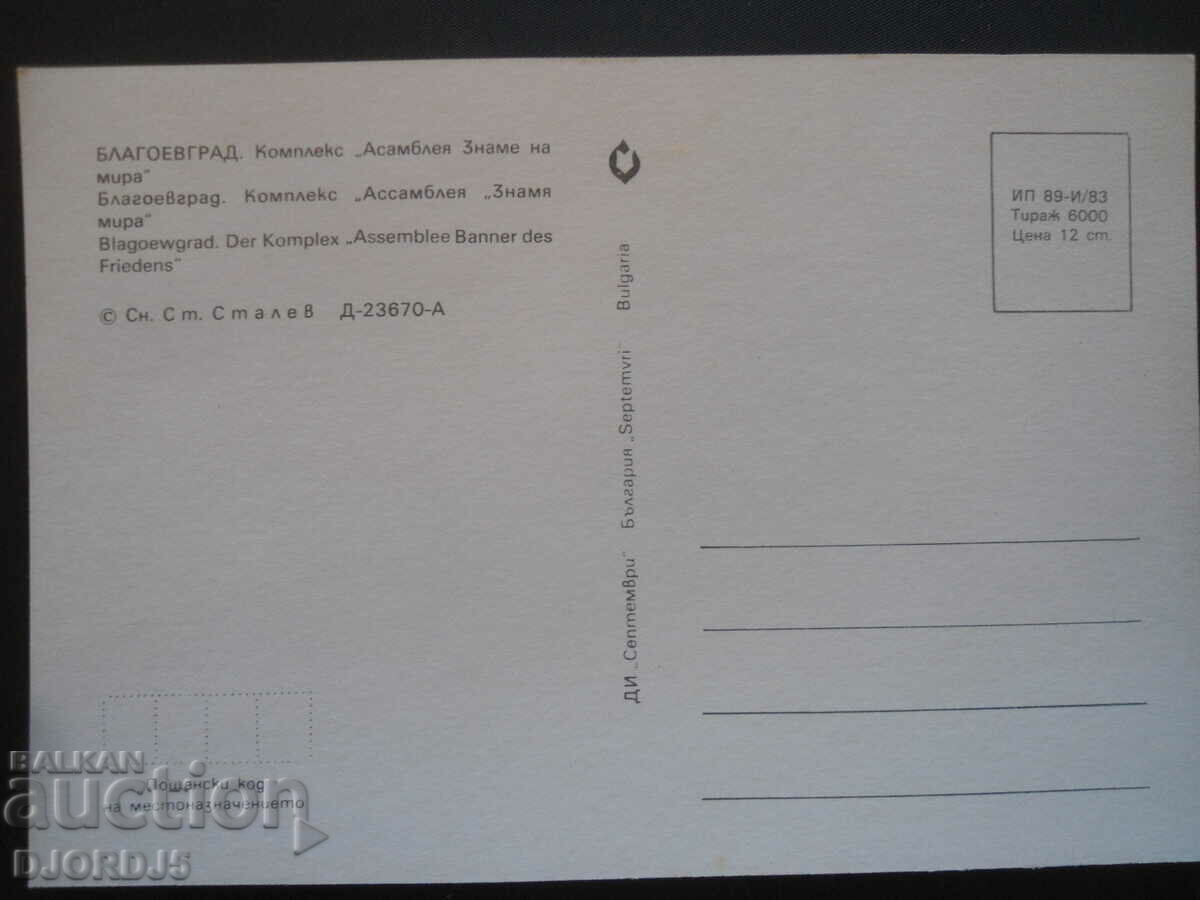 БЛАГОЕВГРАД. Комплекс „Асамблея Знаме на
мира“
Благоевград. Комплекс „Ассамблея „Знамя
мира“
Blagoewgrad. Der Komplex „Assemblee Banner des
Friedens“
© Сн. Ст. Сталев Д-23670-А
ДИ „Септември“ България „Septemvri“ Bulgaria
ИП 89-И/83
Тираж 6000
Цена 12 ст.
Пощенски код
на местоназначението
BALKAN
auction
DJORDJ5